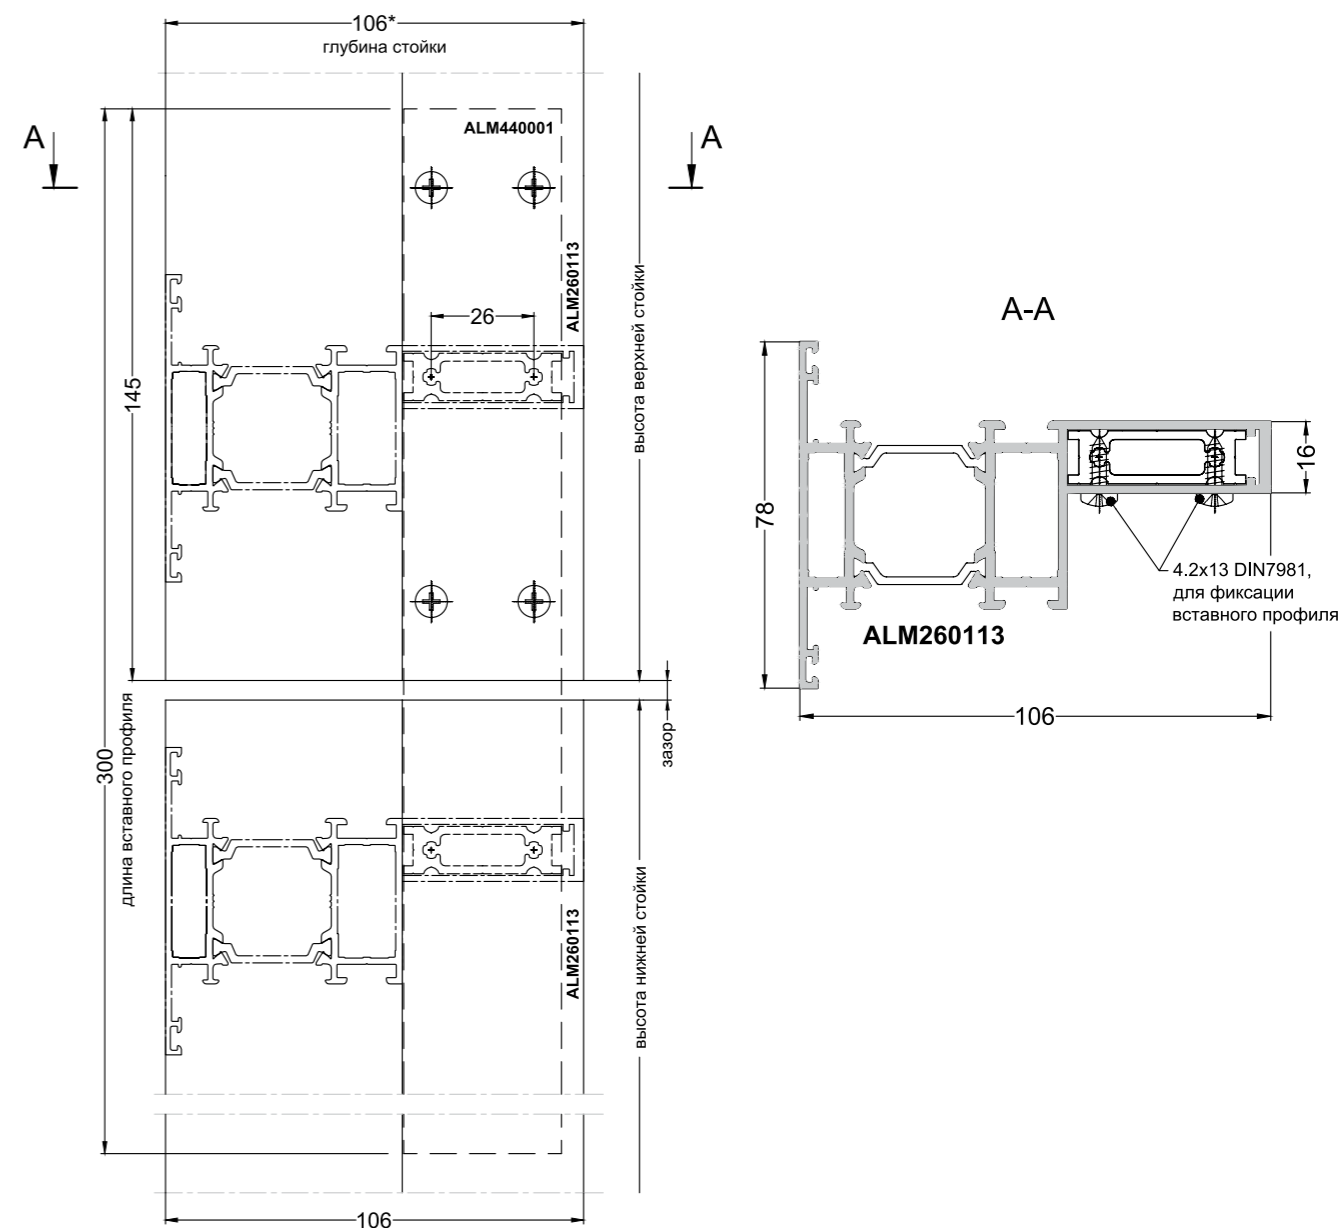 106*
глубина стойки
A
A
ALM440001
ALM260113
26
145
высота верхней стойки
300
длина вставного профиля
зазор
ALM260113
высота нижней стойки
106
A-A
78
16
4.2x13 DIN7981,
для фиксации
вставного профиля
ALM260113
106